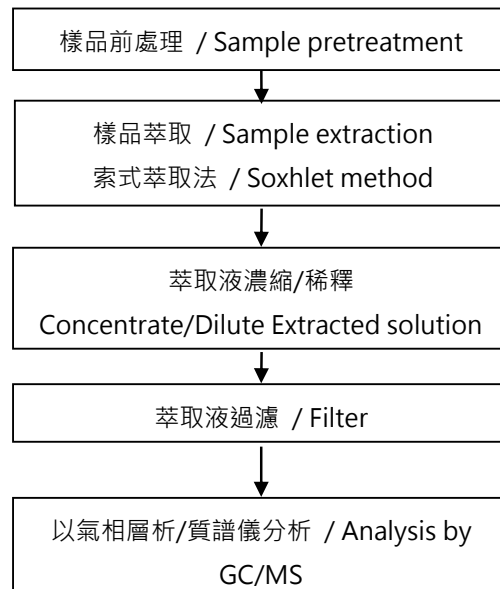 樣品前處理 / Sample pretreatment
樣品萃取 / Sample extraction
索式萃取法 / Soxhlet method
萃取液濃縮/稀釋
Concentrate/Dilute Extracted solution
萃取液過濾 / Filter
以氣相層析/質譜儀分析 / Analysis by
GC/MS